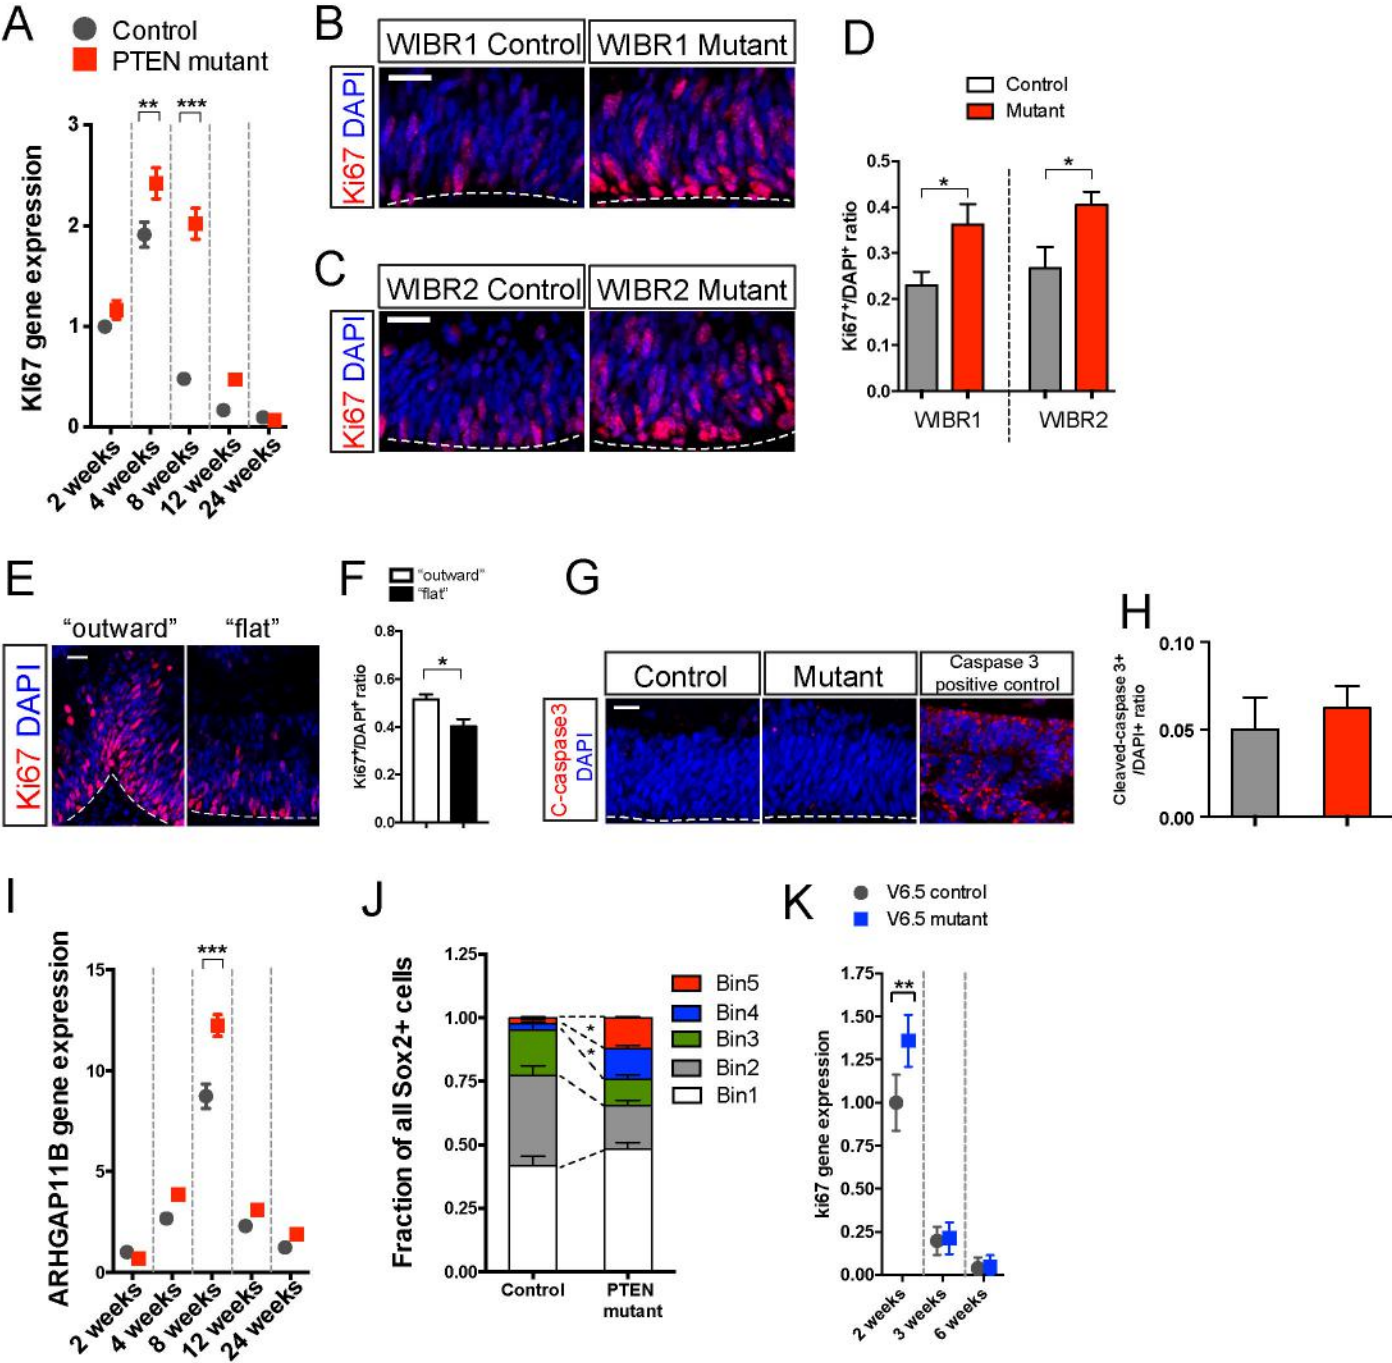 A
Control
PTEN mutant
KI67 gene expression
3
2
1
0
** ***
2 weeks
4 weeks
8 weeks
12 weeks
24 weeks
B
WIBR1 Control
WIBR1 Mutant
Ki67 DAPI
C
WIBR2 Control
WIBR2 Mutant
Ki67 DAPI
D
Control
Mutant
Ki67+/DAPI+ ratio
0.5
0.4
0.3
0.2
0.1
0.0
*
*
WIBR1
WIBR2
E
“outward”
“flat”
Ki67 DAPI
F
“outward”
“flat”
Ki67+/DAPI+ ratio
0.8
0.6
0.4
0.2
0.0
*
G
Control
Mutant
Caspase 3
positive control
C-caspase3
DAPI
H
Cleaved-caspase 3+
/DAPI+ ratio
0.10
0.05
0.00
I
ARHGAP11B gene expression
15
10
5
0
***
2 weeks
4 weeks
8 weeks
12 weeks
24 weeks
J
Fraction of all Sox2+ cells
1.25
1.00
0.75
0.50
0.25
0.00
*
*
Bin5
Bin4
Bin3
Bin2
Bin1
Control
PTEN
mutant
K
V6.5 control
V6.5 mutant
ki67 gene expression
1.75
1.50
1.25
1.00
0.75
0.50
0.25
0.00
**
2 weeks
3 weeks
6 weeks